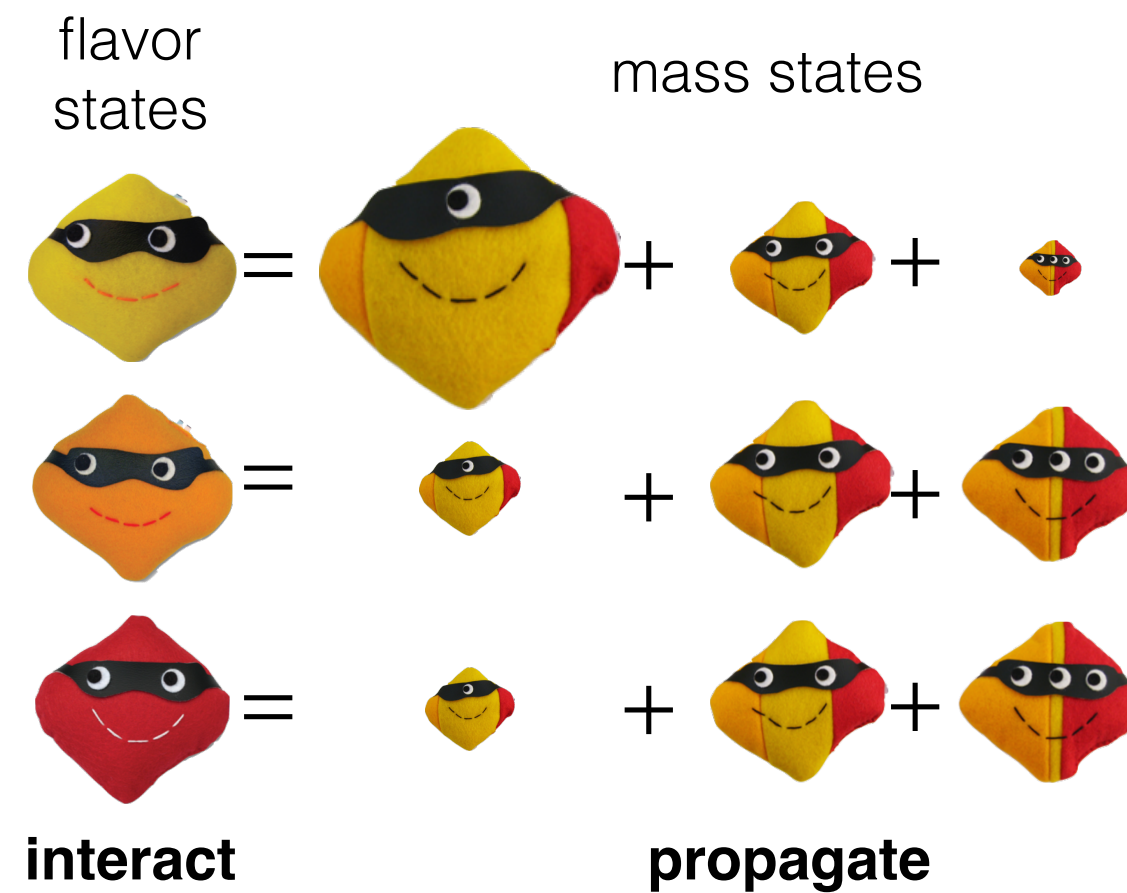 flavor
states
mass states
= + +
= + +
= + +
interact
propagate